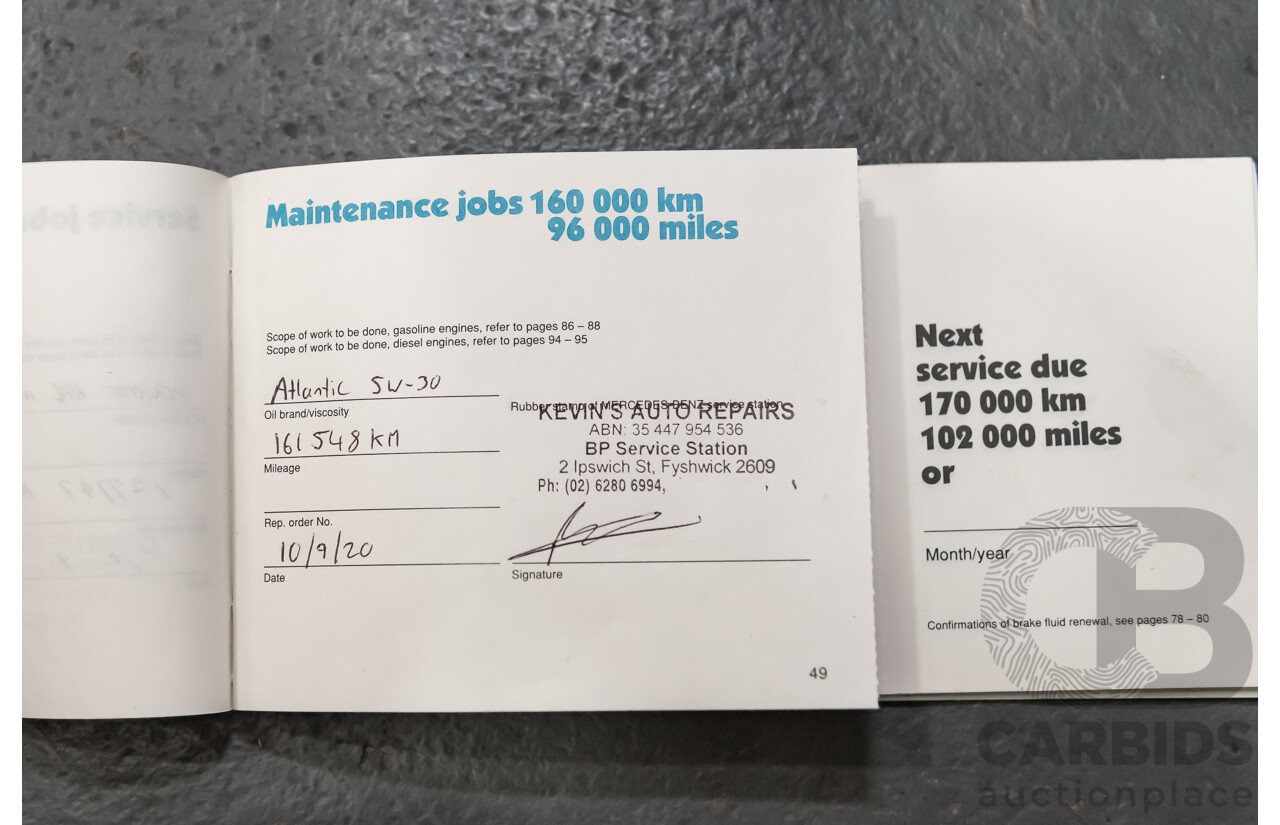 Maintenance jobs 160 000 km
96 000 miles
Scope of work to be done, gasoline engines, refer to pages 86 – 88
Scope of work to be done, diesel engines, refer to pages 94 – 95
Atlantic 5W-30
Oil brand/viscosity
161 548 KM
Mileage
Rep. order No.
10/9/20
Date
Rubber stamp of MERCEDES-BENZ service station
KEVIN'S AUTO REPAIRS
ABN: 35 447 954 536
BP Service Station
2 Ipswich St, Fyshwick 2609
Ph: (02) 6280 6994,
Signature
49
Next
service due
170 000 km
102 000 miles
or
Month/year
Confirmations of brake fluid renewal, see pages 78 – 80
CB
CARBIDS
auctionplace